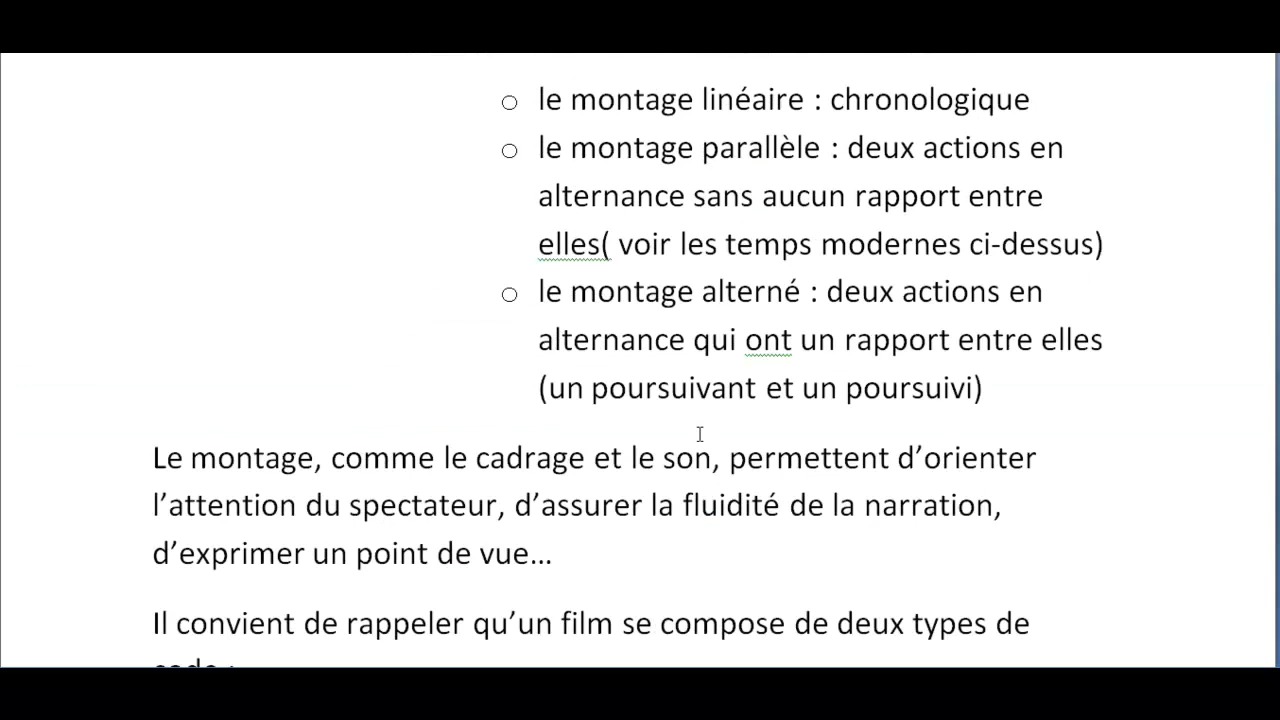 o le montage linéaire : chronologique
o le montage parallèle : deux actions en
alternance sans aucun rapport entre
elles( voir les temps modernes ci-dessus)
o le montage alterné : deux actions en
alternance qui ont un rapport entre elles
(un poursuivant et un poursuivi)
Le montage, comme le cadrage et le son, permettent d’orienter
l’attention du spectateur, d’assurer la fluidité de la narration,
d’exprimer un point de vue…
Il convient de rappeler qu’un film se compose de deux types de
code :